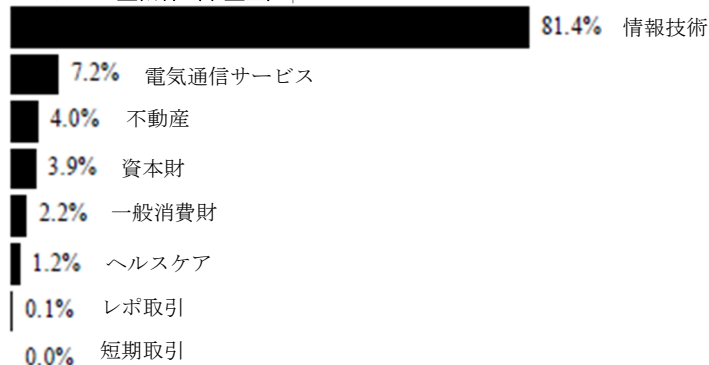 81.4% 情報技術
7.2% 電気通信サービス
4.0% 不動産
3.9% 資本財
2.2% 一般消費財
1.2% ヘルスケア
0.1% レポ取引
0.0% 短期取引